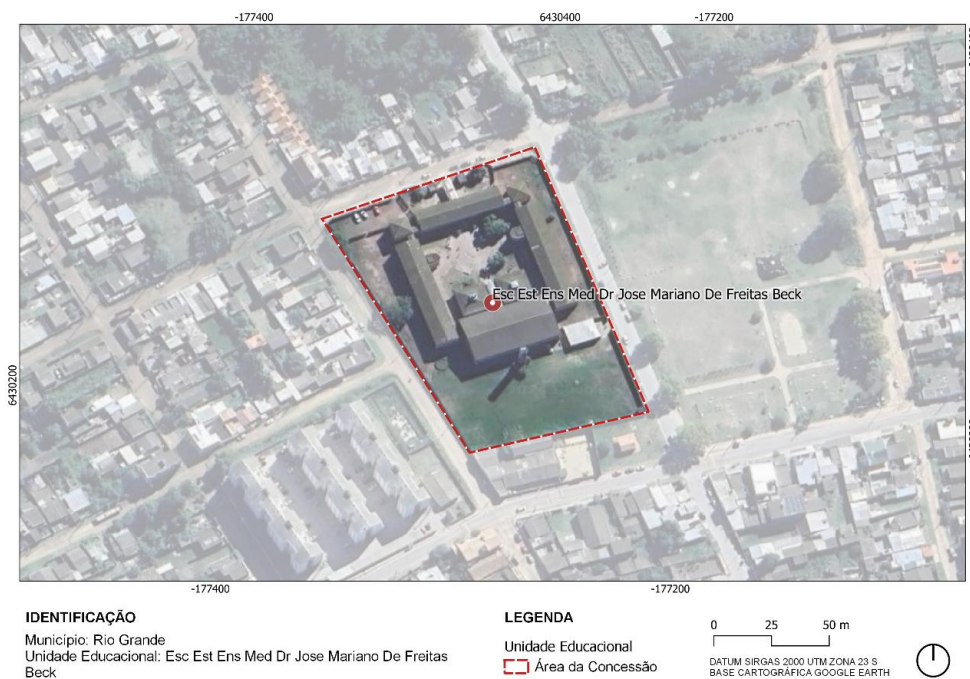 -177400
6430400
-177200
Esc Est Ens Med Dr Jose Mariano De Freitas Beck
6430200
-177400
-177200
IDENTIFICAÇÃO
Município: Rio Grande
Unidade Educacional: Esc Est Ens Med Dr Jose Mariano De Freitas
Beck
LEGENDA
Unidade Educacional
Área da Concessão
0 25 50 m
DATUM SIRGAS 2000 UTM ZONA 23 S
BASE CARTOGRÁFICA GOOGLE EARTH